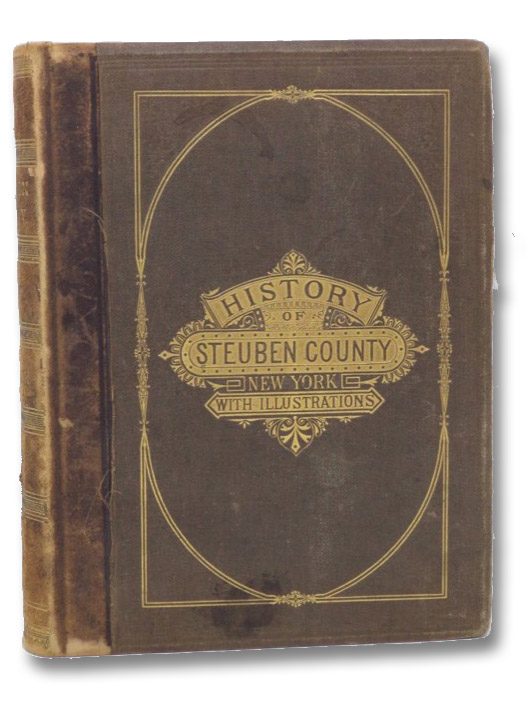 HISTORY
OF
STEUBEN COUNTY
NEW YORK
WITH ILLUSTRATIONS